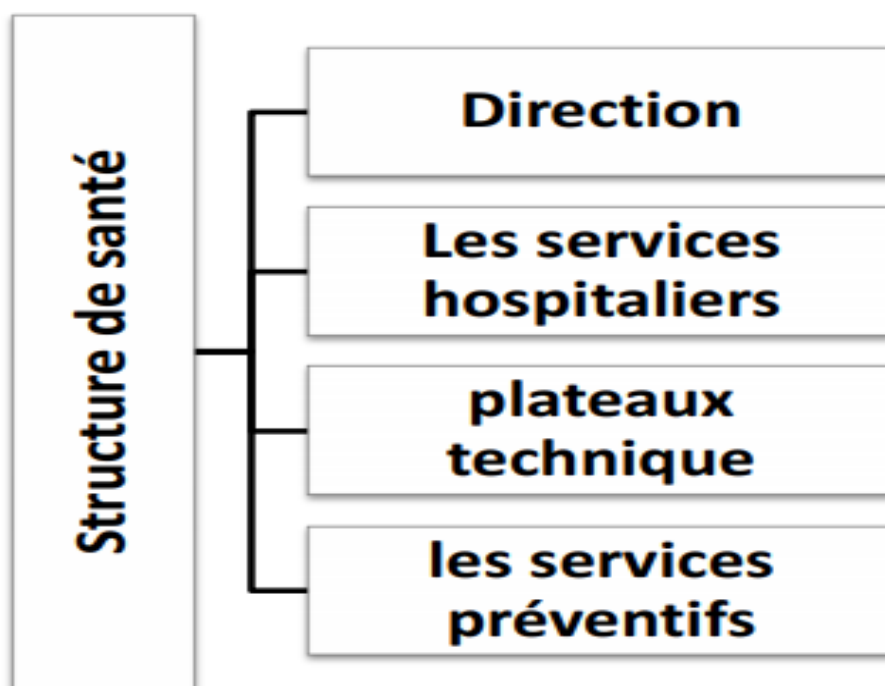 Structure de santé
Direction
Les services
hospitaliers
plateaux
technique
les services
préventifs